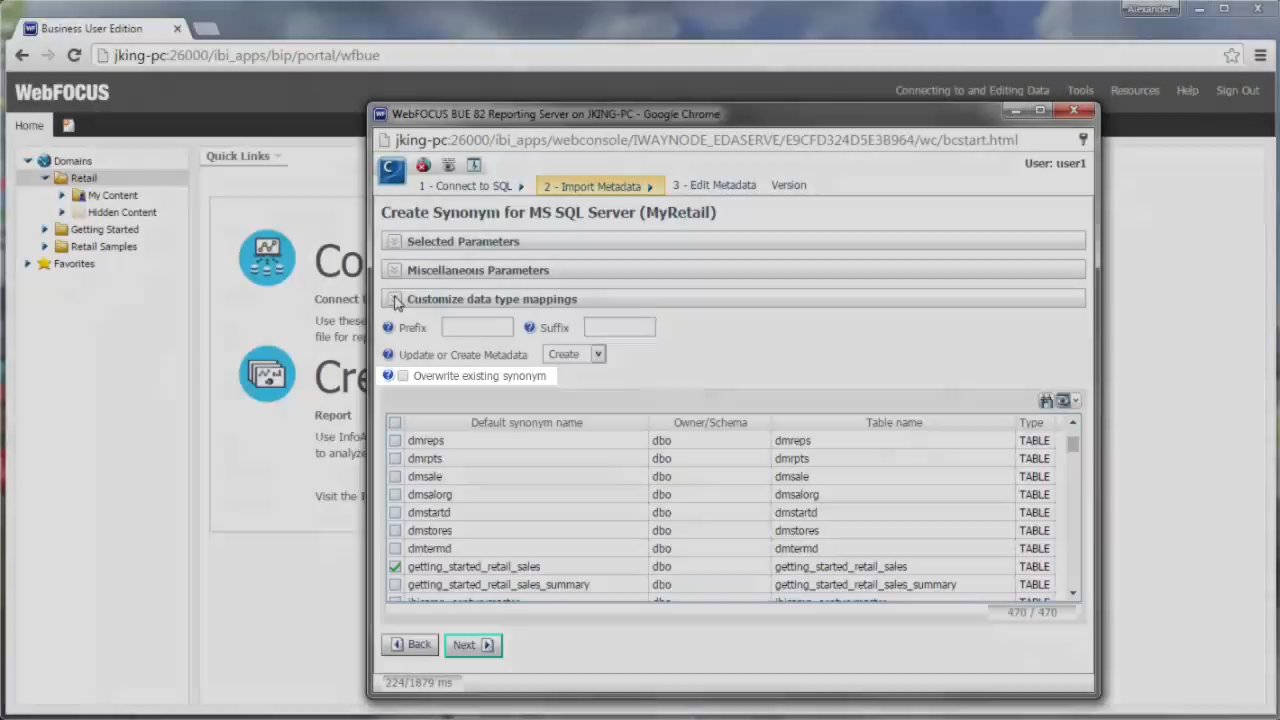 Alexander
Business User Edition
jking-pc:26000/ibi_apps/bip/portal/wfbue
WebFOCUS
Connecting to and Editing Data Tools Resources Help Sign Out
Home
Domains
Retail
My Content
Hidden Content
Getting Started
Retail Samples
Favorites
Quick Links
Co
Connect
Use these
file for re
Cre
Report
Use InfoA
to analyze
Visit the
WebFOCUS BUE 82 Reporting Server on JKING-PC - Google Chrome
jking-pc:26000/ibi_apps/webconsole/IWAYNODE_EDASERVE/E9CFD324D5E3B964/wc/bcstart.html
User: user1
1 - Connect to SQL 2 - Import Metadata 3 - Edit Metadata Version
Create Synonym for MS SQL Server (MyRetail)
Selected Parameters
Miscellaneous Parameters
Customize data type mappings
Prefix Suffix
Update or Create Metadata Create
Overwrite existing synonym
Default synonym name Owner/Schema Table name Type
dmreps dbo dmreps TABLE
dmrpts dbo dmrpts TABLE
dmsale dbo dmsale TABLE
dmsalorg dbo dmsalorg TABLE
dmstartd dbo dmstartd TABLE
dmstores dbo dmstores TABLE
dmtermd dbo dmtermd TABLE
getting_started_retail_sales dbo getting_started_retail_sales TABLE
getting_started_retail_sales_summary dbo getting_started_retail_sales_summary TABLE
470 / 470
Back Next
224/1879 ms